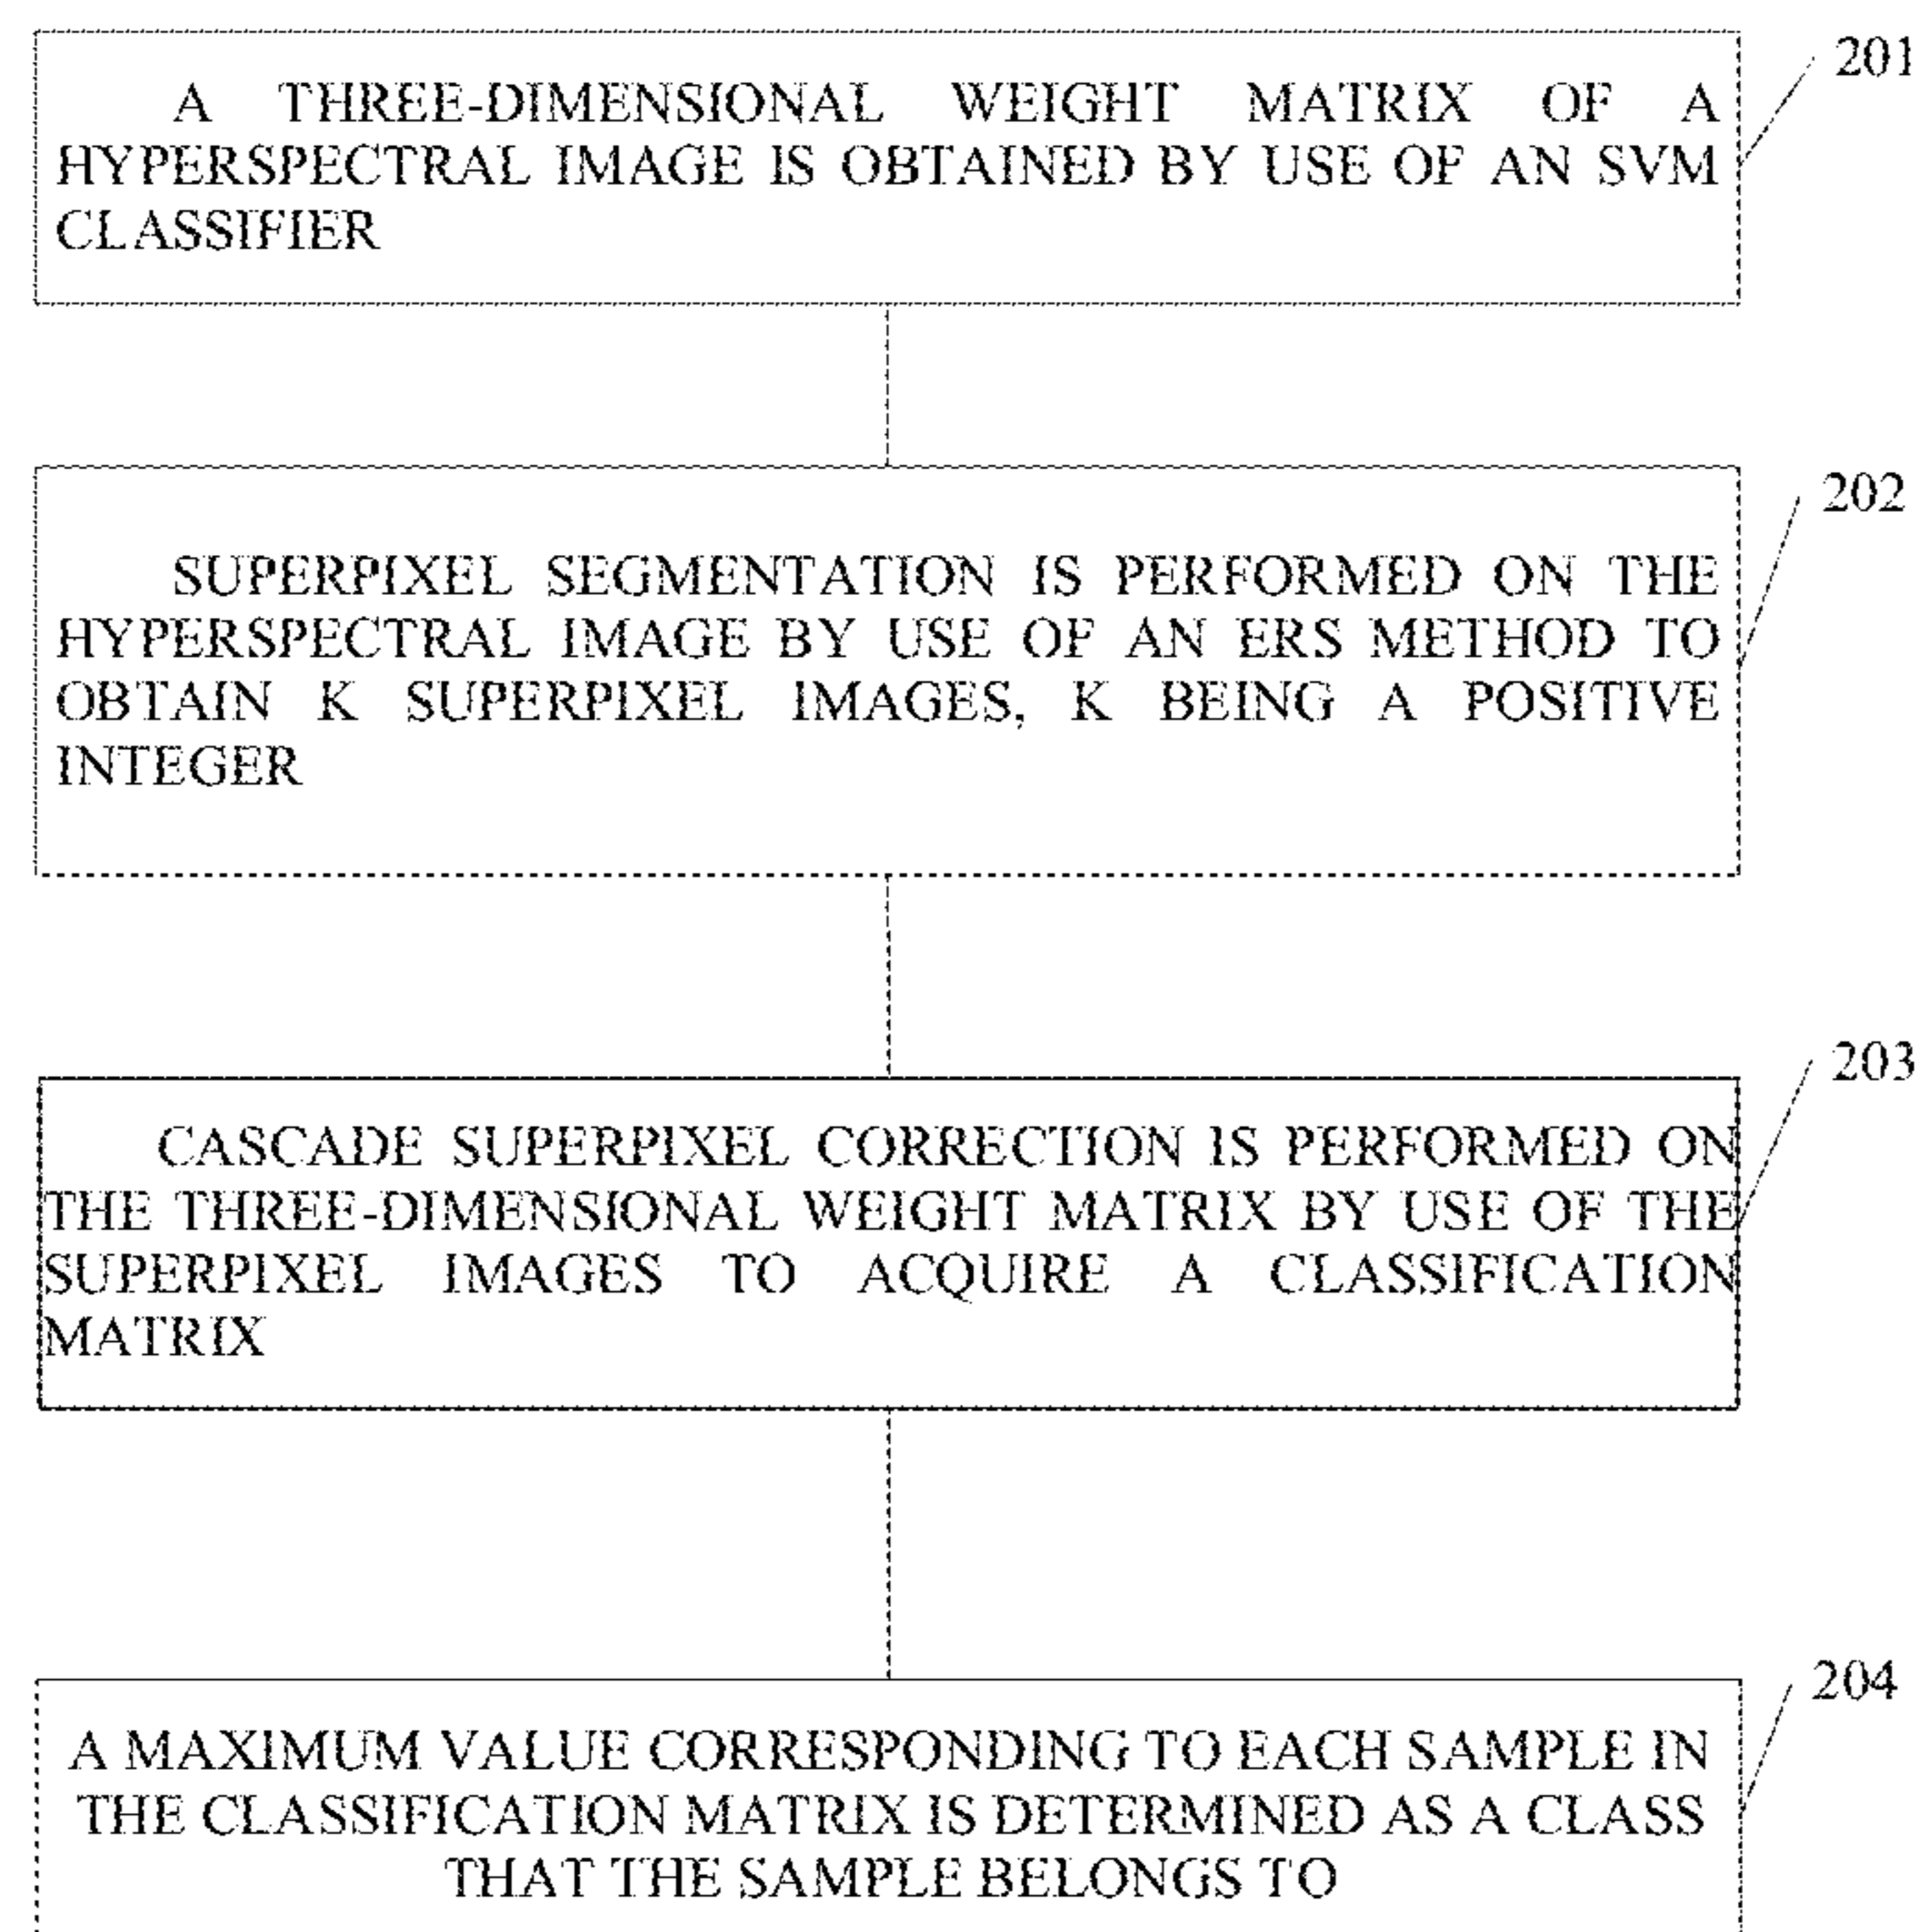 201
A THREE-DIMENSIONAL WEIGHT MATRIX OF A
HYPERSPECTRAL IMAGE IS OBTAINED BY USE OF AN SVM
CLASSIFIER
202
SUPERPIXEL SEGMENTATION IS PERFORMED ON THE
HYPERSPECTRAL IMAGE BY USE OF AN ERS METHOD TO
OBTAIN K SUPERPIXEL IMAGES, K BEING A POSITIVE
INTEGER
203
CASCADE SUPERPIXEL CORRECTION IS PERFORMED ON
THE THREE-DIMENSIONAL WEIGHT MATRIX BY USE OF THE
SUPERPIXEL IMAGES TO ACQUIRE A CLASSIFICATION
MATRIX
204
A MAXIMUM VALUE CORRESPONDING TO EACH SAMPLE IN
THE CLASSIFICATION MATRIX IS DETERMINED AS A CLASS
THAT THE SAMPLE BELONGS TO